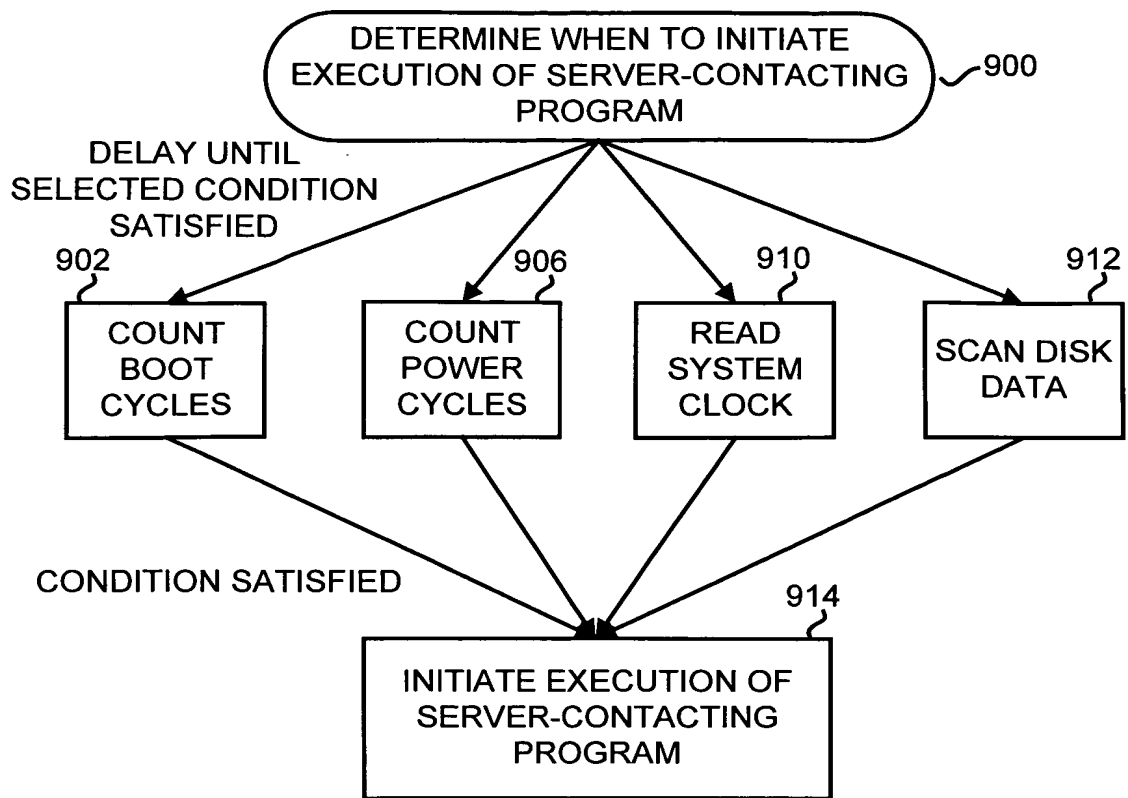 DETERMINE WHEN TO INITIATE
EXECUTION OF SERVER-CONTACTING
PROGRAM
900
DELAY UNTIL
SELECTED CONDITION
SATISFIED
902
906
910
912
COUNT
BOOT
CYCLES
COUNT
POWER
CYCLES
READ
SYSTEM
CLOCK
SCAN DISK
DATA
CONDITION SATISFIED
914
INITIATE EXECUTION OF
SERVER-CONTACTING
PROGRAM